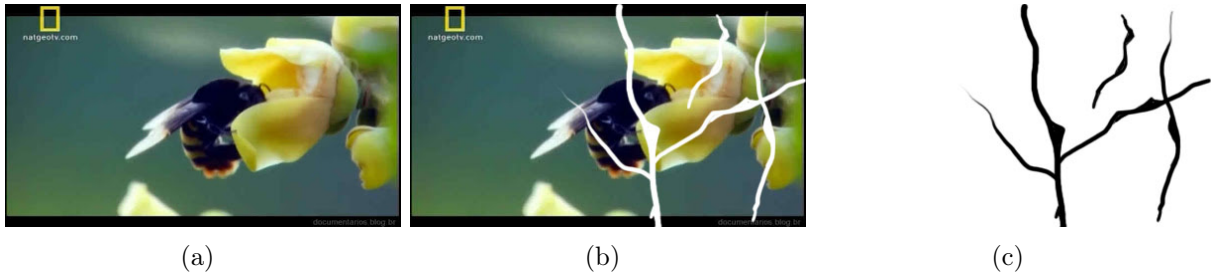 natgeotv.com
natgeotv.com
documentarios.blog.br
documentarios.blog.br
(a)
(b)
(c)